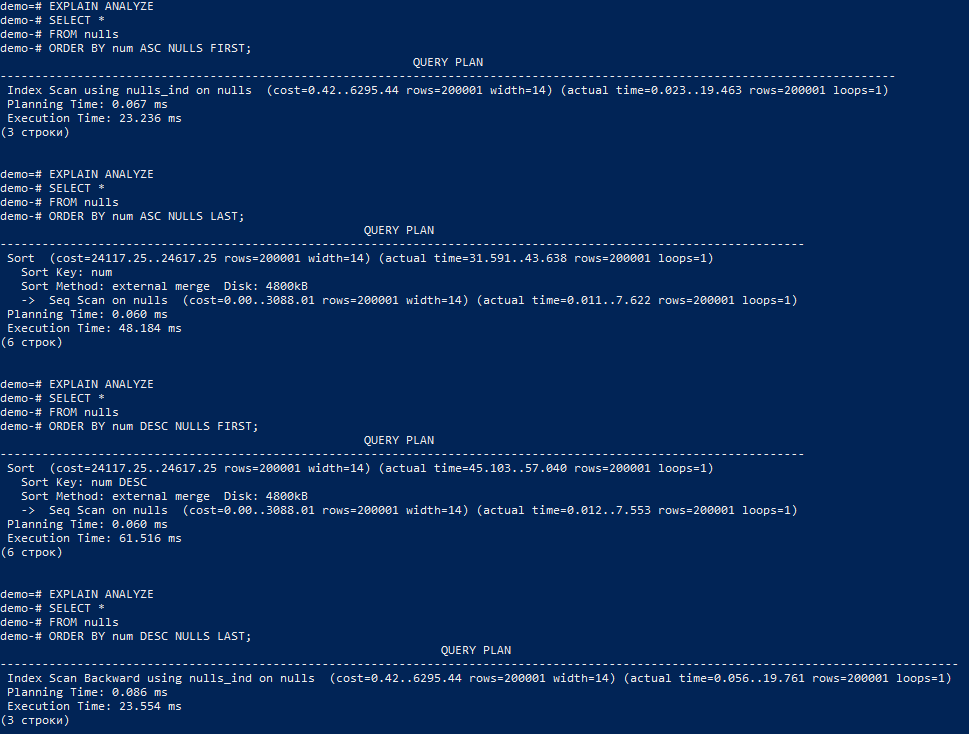 demo=# EXPLAIN ANALYZE
demo-# SELECT *
demo-# FROM nulls
demo-# ORDER BY num ASC NULLS FIRST;
QUERY PLAN
--------------------------------------------------------------------------------------------------------------------------------
Index Scan using nulls_ind on nulls  (cost=0.42..6295.44 rows=200001 width=14) (actual time=0.023..19.463 rows=200001 loops=1)
Planning Time: 0.067 ms
Execution Time: 23.236 ms
(3 строки)
demo=# EXPLAIN ANALYZE
demo-# SELECT *
demo-# FROM nulls
demo-# ORDER BY num ASC NULLS LAST;
QUERY PLAN
-------------------------------------------------------------------------------------------------------------------
Sort  (cost=24117.25..24617.25 rows=200001 width=14) (actual time=31.591..43.638 rows=200001 loops=1)
Sort Key: num
Sort Method: external merge  Disk: 4800kB
->  Seq Scan on nulls  (cost=0.00..3088.01 rows=200001 width=14) (actual time=0.011..7.622 rows=200001 loops=1)
Planning Time: 0.060 ms
Execution Time: 48.184 ms
(6 строк)
demo=# EXPLAIN ANALYZE
demo-# SELECT *
demo-# FROM nulls
demo-# ORDER BY num DESC NULLS FIRST;
QUERY PLAN
-------------------------------------------------------------------------------------------------------------------
Sort  (cost=24117.25..24617.25 rows=200001 width=14) (actual time=45.103..57.040 rows=200001 loops=1)
Sort Key: num DESC
Sort Method: external merge  Disk: 4800kB
->  Seq Scan on nulls  (cost=0.00..3088.01 rows=200001 width=14) (actual time=0.012..7.553 rows=200001 loops=1)
Planning Time: 0.060 ms
Execution Time: 61.516 ms
(6 строк)
demo=# EXPLAIN ANALYZE
demo-# SELECT *
demo-# FROM nulls
demo-# ORDER BY num DESC NULLS LAST;
QUERY PLAN
-----------------------------------------------------------------------------------------------------------------------------------------
Index Scan Backward using nulls_ind on nulls  (cost=0.42..6295.44 rows=200001 width=14) (actual time=0.056..19.761 rows=200001 loops=1)
Planning Time: 0.086 ms
Execution Time: 23.554 ms
(3 строки)